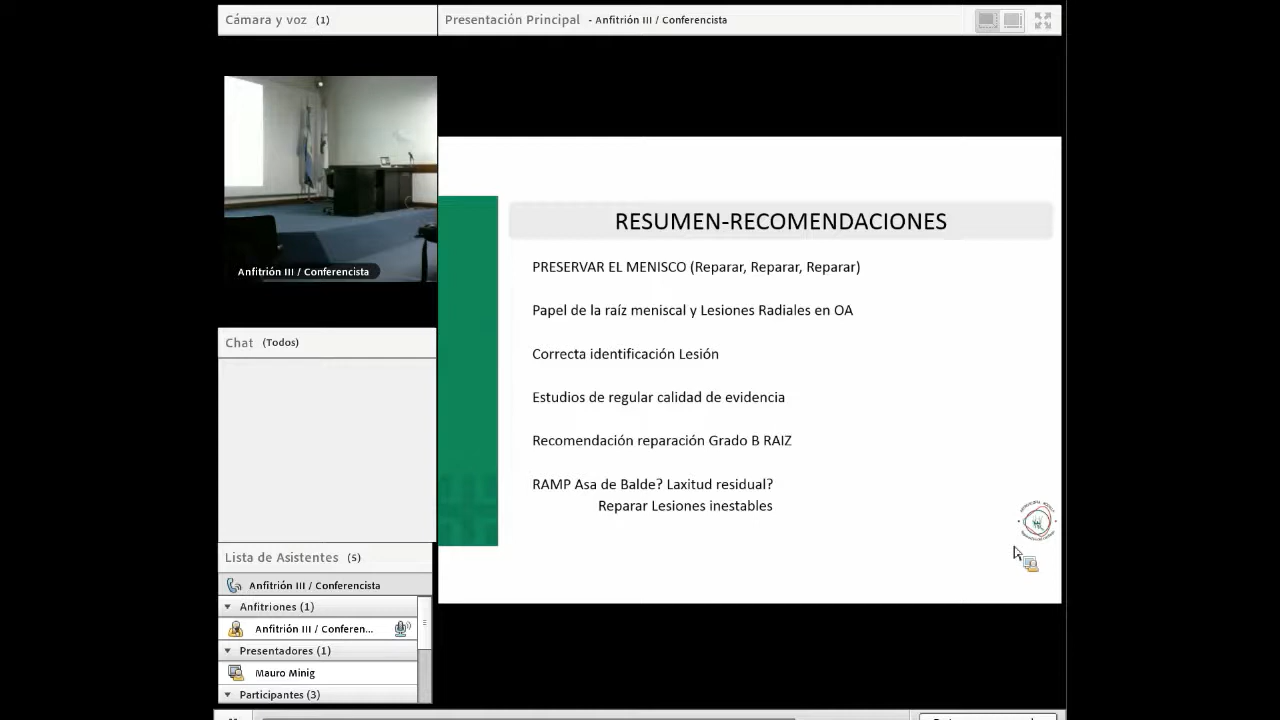 Cámara y voz (1)
Presentación Principal - Anfitrión III / Conferencista
Anfitrión III / Conferencista
Chat (Todos)
Lista de Asistentes (5)
Anfitrión III / Conferencista
Anfitriones (1)
Anfitrión III / Conferen...
Presentadores (1)
Mauro Minig
Participantes (3)
RESUMEN-RECOMENDACIONES
PRESERVAR EL MENISCO (Reparar, Reparar, Reparar)
Papel de la raíz meniscal y Lesiones Radiales en OA
Correcta identificación Lesión
Estudios de regular calidad de evidencia
Recomendación reparación Grado B RAIZ
RAMP Asa de Balde? Laxitud residual?
Reparar Lesiones inestables